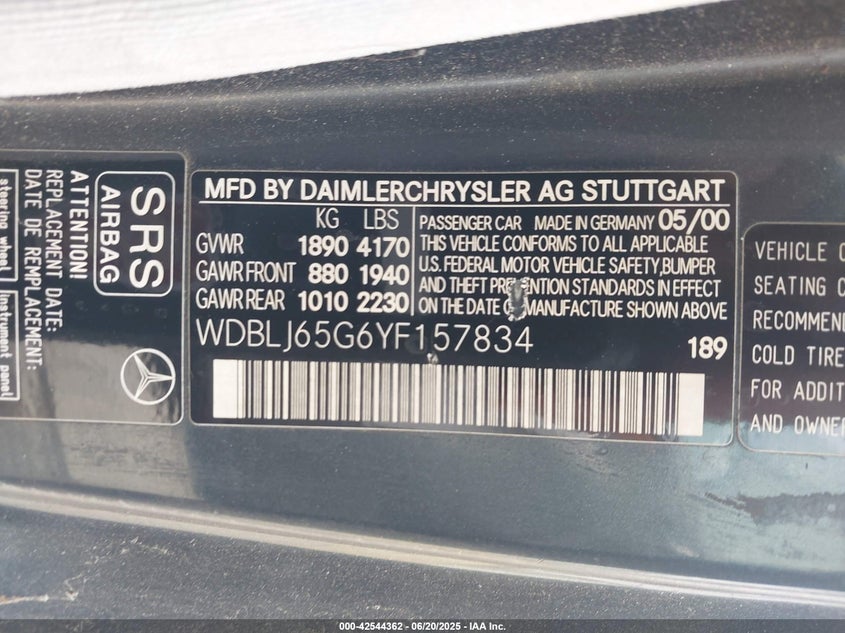 steering wheel
instrument panel
ATTENTION!
REPLACEMENT DATE:
DATE DE REMPLACEMENT:
SRS
AIRBAG
MFD BY DAIMLERCHRYSLER AG STUTTGART
KG LBS
GVWR 1890 4170
GAWR FRONT 880 1940
GAWR REAR 1010 2230
PASSENGER CAR MADE IN GERMANY 05/00
THIS VEHICLE CONFORMS TO ALL APPLICABLE
U.S. FEDERAL MOTOR VEHICLE SAFETY, BUMPER
AND THEFT PREVENTION STANDARDS IN EFFECT
ON THE DATE OF MANUFACTURE SHOWN ABOVE
WDBLJ65G6YF157834
189
VEHICLE
SEATING
RECOMMEN
COLD TIRE
FOR ADDIT
AND OWNE
000-42544362 - 06/20/2025 - IAA Inc.